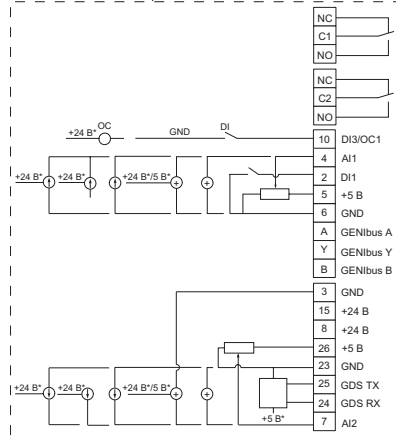 NC
C1
NO
NC
C2
NO
+24 В* OC GND DI 10 DI3/OC1
4 AI1
+24 В* +24 В* +24 В*/5 В* 2 DI1
5 +5 В
6 GND
A GENIbus A
Y GENIbus Y
B GENIbus B
3 GND
15 +24 В
8 +24 В
26 +5 В
23 GND
+24 В* +24 В* +24 В*/5 В* 25 GDS TX
24 GDS RX
+5 В* 7 AI2